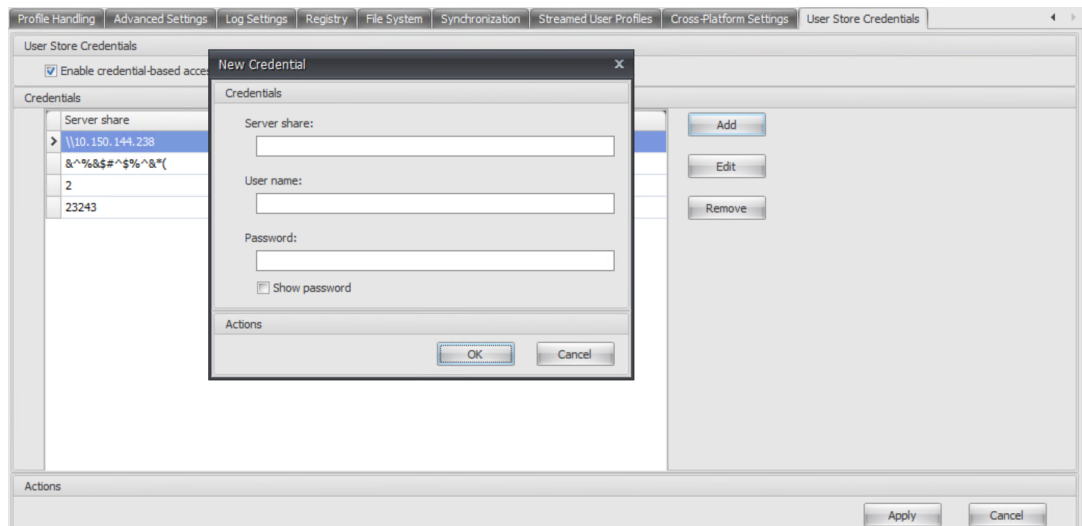 Profile Handling Advanced Settings Log Settings Registry File System Synchronization Streamed User Profiles Cross-Platform Settings User Store Credentials
User Store Credentials
Enable credential-based acces
Credentials
Server share
\\10.150.144.238
&^%&$#^$%^&*(
2
23243
New Credential x
Credentials
Server share:
User name:
Password:
Show password
Actions
OK Cancel
Add
Edit
Remove
Actions
Apply Cancel